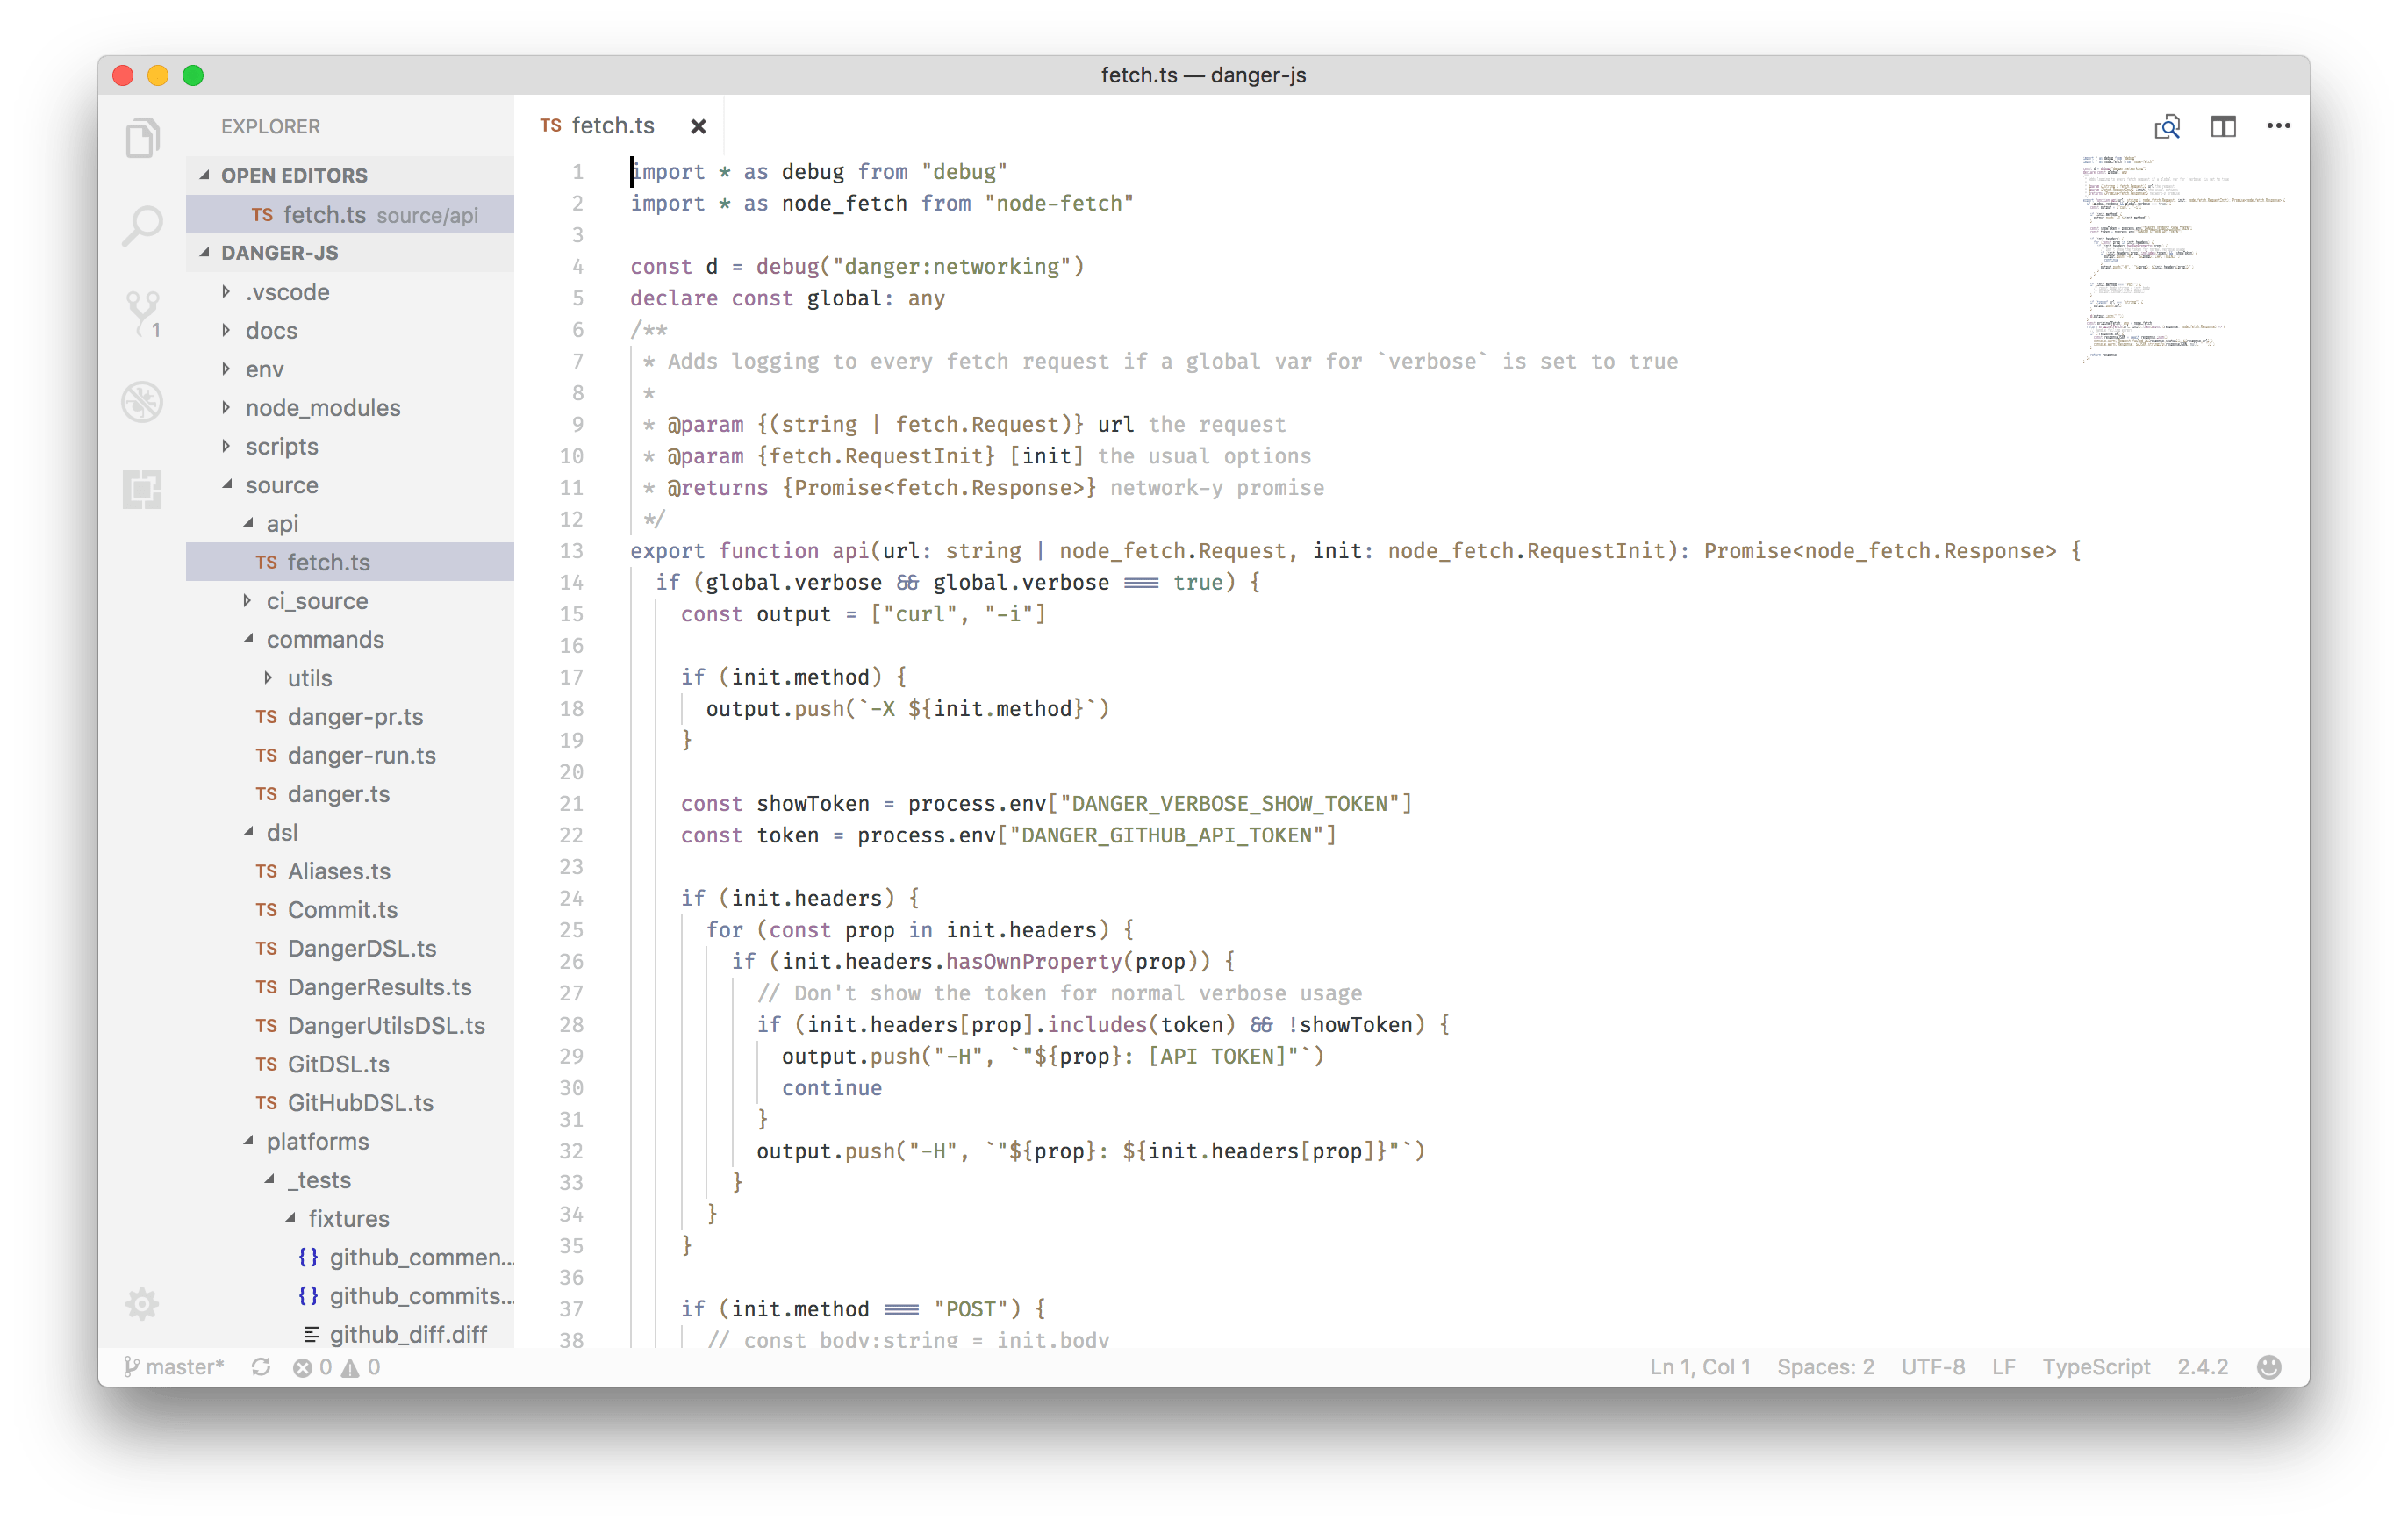 fetch.ts — danger-js
EXPLORER
OPEN EDITORS
TS fetch.ts source/api
DANGER-JS
.vscode
docs
env
node_modules
scripts
source
api
TS fetch.ts
ci_source
commands
utils
TS danger-pr.ts
TS danger-run.ts
TS danger.ts
dsl
TS Aliases.ts
TS Commit.ts
TS DangerDSL.ts
TS DangerResults.ts
TS DangerUtilsDSL.ts
TS GitDSL.ts
TS GitHubDSL.ts
platforms
_tests
fixtures
{} github_commen...
{} github_commits...
github_diff.diff
1
TS fetch.ts ×
1 import * as debug from "debug"
2 import * as node_fetch from "node-fetch"
3
4 const d = debug("danger:networking")
5 declare const global: any
6 /**
7 * Adds logging to every fetch request if a global var for `verbose` is set to true
8 *
9 * @param {(string | fetch.Request)} url the request
10 * @param {fetch.RequestInit} [init] the usual options
11 * @returns {Promise<fetch.Response>} network-y promise
12 */
13 export function api(url: string | node_fetch.Request, init: node_fetch.RequestInit): Promise<node_fetch.Response> {
14 if (global.verbose && global.verbose === true) {
15 const output = ["curl", "-i"]
16
17 if (init.method) {
18 output.push(`-X ${init.method}`)
19 }
20
21 const showToken = process.env["DANGER_VERBOSE_SHOW_TOKEN"]
22 const token = process.env["DANGER_GITHUB_API_TOKEN"]
23
24 if (init.headers) {
25 for (const prop in init.headers) {
26 if (init.headers.hasOwnProperty(prop)) {
27 // Don't show the token for normal verbose usage
28 if (init.headers[prop].includes(token) && !showToken) {
29 output.push("-H", `"${prop}: [API TOKEN]"`)
30 continue
31 }
32 output.push("-H", `"${prop}: ${init.headers[prop]}"`)
33 }
34 }
35 }
36
37 if (init.method === "POST") {
38 // const body:string = init.body
master* 0 0
Ln 1, Col 1 Spaces: 2 UTF-8 LF TypeScript 2.4.2